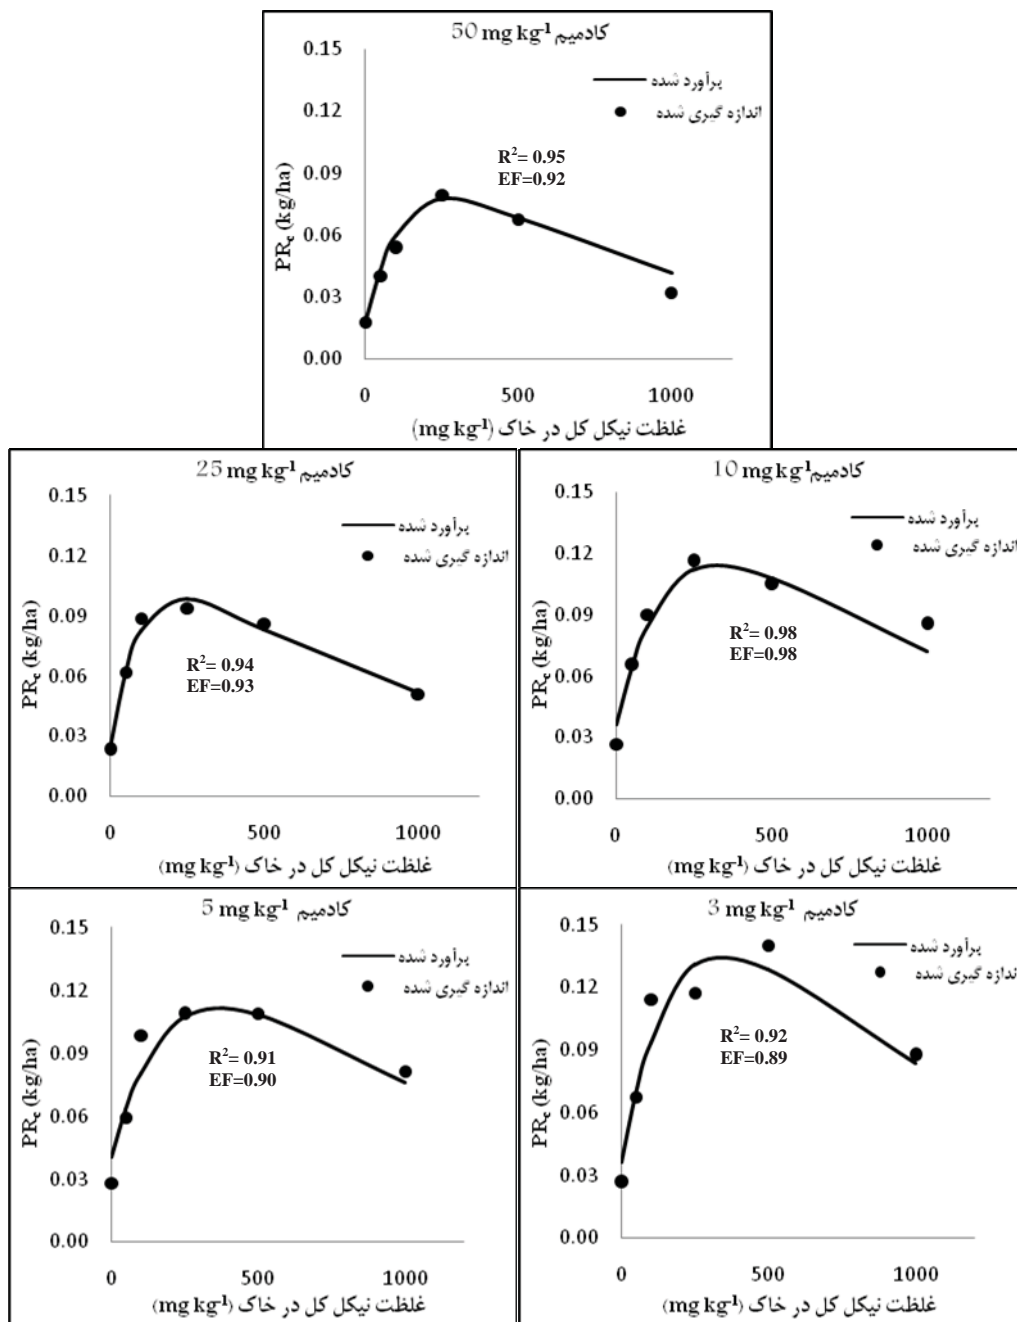 کادمیم 50 mg kg-1
0.15
0.12
0.09
0.06
0.03
0.00
PRc (kg/ha)
برآورد شده
اندازه گیری شده
R2= 0.95
EF=0.92
0 500 1000
غلظت نیکل کل در خاک (mg kg-1)
کادمیم 25 mg kg-1
0.15
0.12
0.09
0.06
0.03
0.00
PRc (kg/ha)
برآورد شده
اندازه گیری شده
R2= 0.94
EF=0.93
0 500 1000
غلظت نیکل کل در خاک (mg kg-1)
کادمیم 10 mg kg-1
0.15
0.12
0.09
0.06
0.03
0.00
PRc (kg/ha)
برآورد شده
اندازه گیری شده
R2= 0.98
EF=0.98
0 500 1000
غلظت نیکل کل در خاک (mg kg-1)
کادمیم 5 mg kg-1
0.15
0.12
0.09
0.06
0.03
0.00
PRc (kg/ha)
برآورد شده
اندازه گیری شده
R2= 0.91
EF=0.90
0 500 1000
غلظت نیکل کل در خاک (mg kg-1)
کادمیم 3 mg kg-1
0.15
0.12
0.09
0.06
0.03
0.00
PRc (kg/ha)
برآورد شده
اندازه گیری شده
R2= 0.92
EF=0.89
0 500 1000
غلظت نیکل کل در خاک (mg kg-1)